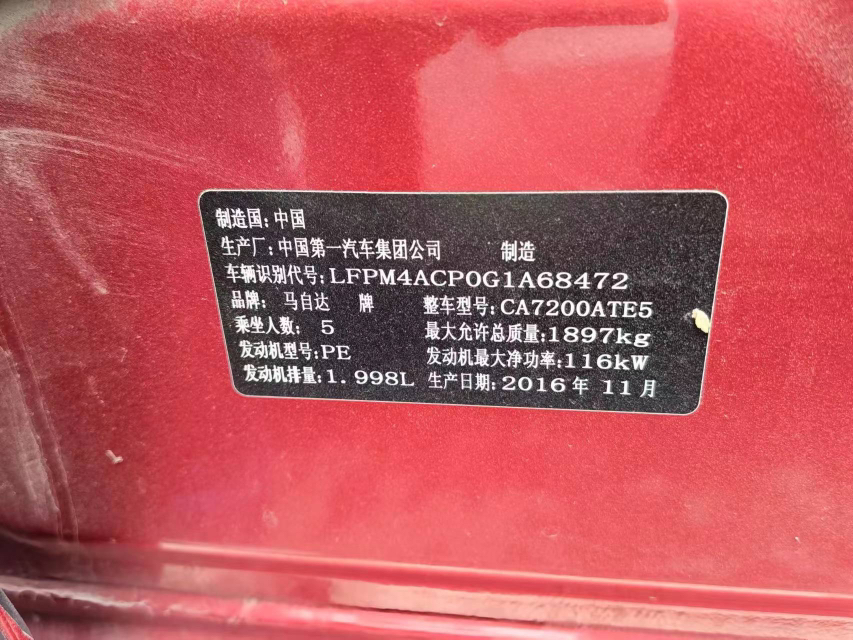 制造国:中国
生产厂:中国第一汽车集团公司 制造
车辆识别代号:LFPM4ACP0G1A68472
品牌: 马自达 牌 整车型号:CA7200ATE5
乘坐人数: 5 最大允许总质量:1897kg
发动机型号:PE 发动机最大净功率:116kW
发动机排量:1.998L 生产日期:2016年 11月